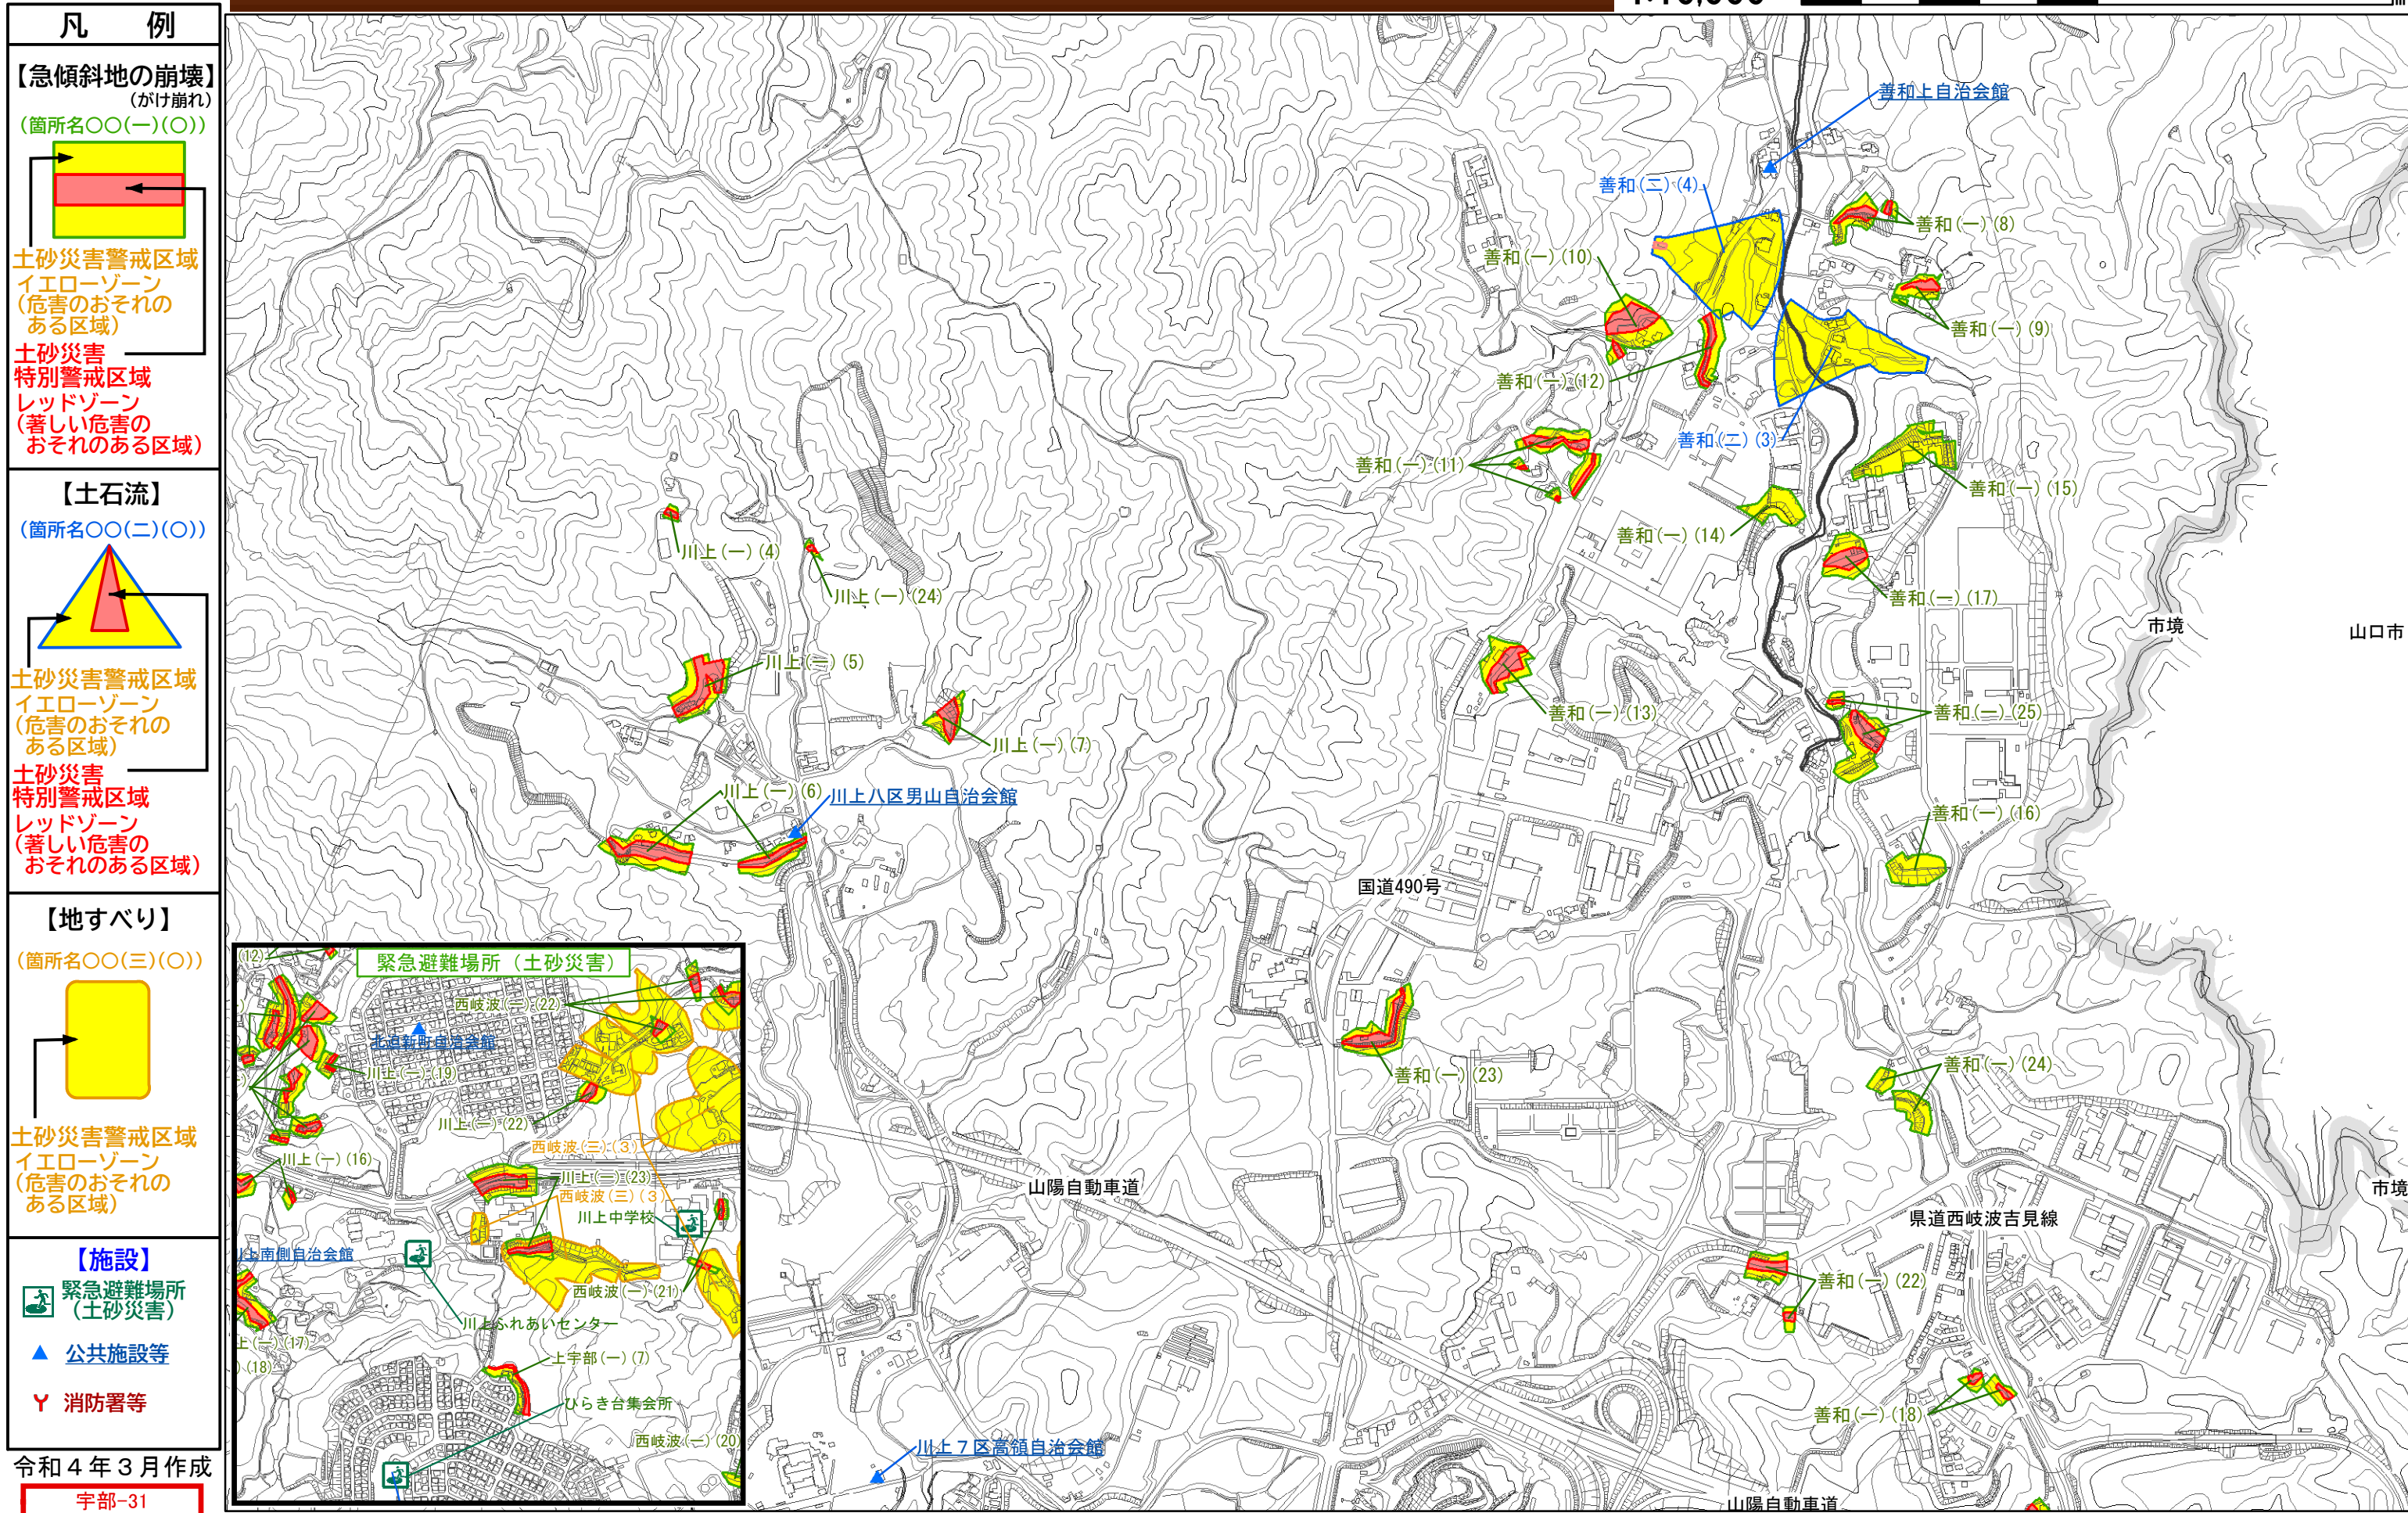 凡 例
【急傾斜地の崩壊】
(がけ崩れ)
(箇所名○○(一)(○))
土砂災害警戒区域
イエローゾーン
(危害のおそれの
ある区域)
土砂災害
特別警戒区域
レッドゾーン
(著しい危害の
おそれのある区域)
【土石流】
(箇所名○○(二)(○))
土砂災害警戒区域
イエローゾーン
(危害のおそれの
ある区域)
土砂災害
特別警戒区域
レッドゾーン
(著しい危害の
おそれのある区域)
【地すべり】
(箇所名○○(三)(○))
土砂災害警戒区域
イエローゾーン
(危害のおそれの
ある区域)
【施設】
緊急避難場所
(土砂災害)
公共施設等
消防署等
令和4年3月作成
宇部-31
善和上自治会館
善和(二)(4)
善和(一)(8)
善和(一)(10)
善和(一)(9)
善和(一)(12)
善和(二)(3)
善和(一)(11)
善和(一)(15)
善和(一)(14)
川上(一)(4)
川上(一)(24)
善和(一)(17)
市境
山口市
川上(一)(5)
善和(一)(13)
善和(一)(25)
川上(一)(7)
川上(一)(6)
川上八区男山自治会館
善和(一)(16)
国道490号
善和(一)(23)
善和(一)(24)
山陽自動車道
市境
県道西岐波吉見線
善和(一)(22)
善和(一)(18)
川上7区高領自治会館
山陽自動車道
(12)
緊急避難場所(土砂災害)
西岐波(一)(22)
北迫新町自治会館
川上(一)(19)
川上(一)(22)
西岐波(三)(3)
川上(一)(16)
川上(一)(23)
西岐波(三)(3)
川上中学校
川上南側自治会館
西岐波(一)(21)
川上ふれあいセンター
上(一)(17)
上宇部(一)(7)
(18)
ひらき台集会所
西岐波(一)(20)